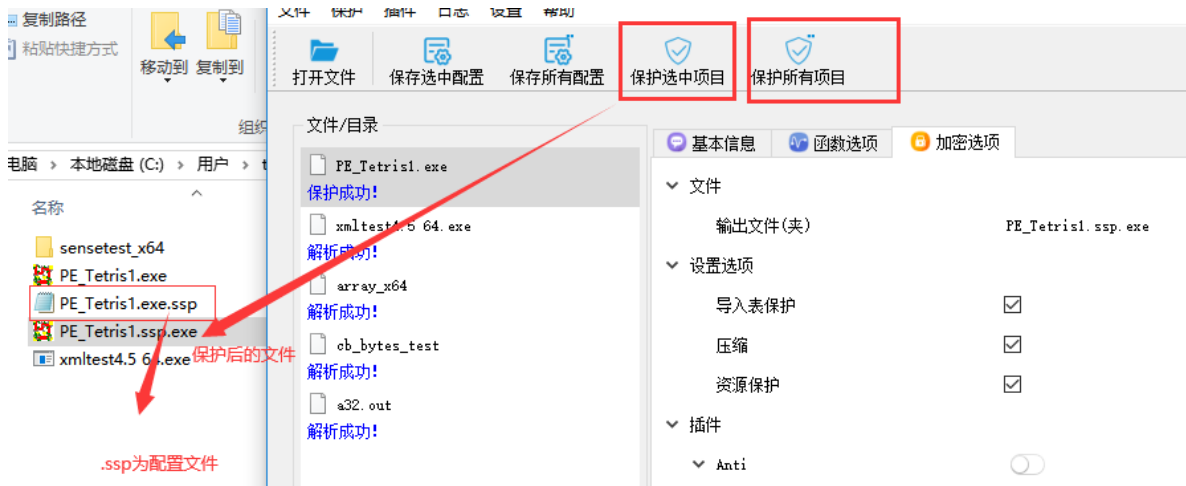 复制路径
粘贴快捷方式
移动到
复制到
组织
电脑 > 本地磁盘 (C:) > 用户 > t
名称
sensetest_x64
PE_Tetris1.exe
PE_Tetris1.exe.ssp
PE_Tetris1.ssp.exe
xmltest4.5 64.exe
保护后的文件
.ssp为配置文件
文件 保护 插件 日志 设置 帮助
打开文件
保存选中配置
保存所有配置
保护选中项目
保护所有项目
文件/目录
PE_Tetris1.exe
保护成功!
xmltest4.5 64.exe
解析成功!
array_x64
解析成功!
cb_bytes_test
解析成功!
a32.out
解析成功!
基本信息
函数选项
加密选项
文件
输出文件(夹) PE_Tetris1.ssp.exe
设置选项
导入表保护
压缩
资源保护
插件
Anti